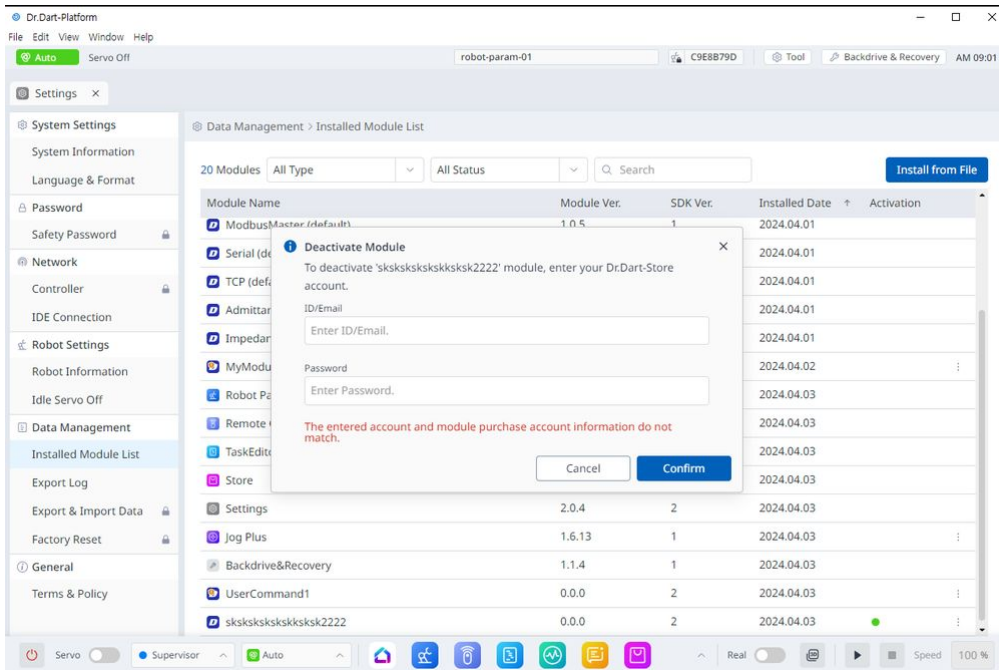 Dr.Dart-Platform
File Edit View Window Help
Auto Servo Off robot-param-01 C9E8B79D Tool Backdrive & Recovery AM 09:01
Settings
System Settings
System Information
Language & Format
Password
Safety Password
Network
Controller
IDE Connection
Robot Settings
Robot Information
Idle Servo Off
Data Management
Installed Module List
Export Log
Export & Import Data
Factory Reset
General
Terms & Policy
Data Management > Installed Module List
20 Modules All Type All Status Search Install from File
Module Name Module Ver. SDK Ver. Installed Date Activation
ModbusMaster (default) 1.0.5 1 2024.04.01
Serial (de 2024.04.01
TCP (defa 2024.04.01
Admittar 2024.04.01
Impedar 2024.04.01
MyModu 2024.04.02
Robot Pa 2024.04.03
Remote 2024.04.03
TaskEdito 2024.04.03
Store 2024.04.03
Settings 2.0.4 2 2024.04.03
Jog Plus 1.6.13 1 2024.04.03
Backdrive&Recovery 1.1.4 1 2024.04.03
UserCommand1 0.0.0 2 2024.04.03
skskskskskskksksk2222 0.0.0 2 2024.04.03
Deactivate Module
To deactivate 'skskskskskskksksk2222' module, enter your Dr.Dart-Store
account.
ID/Email
Enter ID/Email.
Password
Enter Password.
The entered account and module purchase account information do not
match.
Cancel Confirm
Servo Supervisor Auto Real Speed 100 %